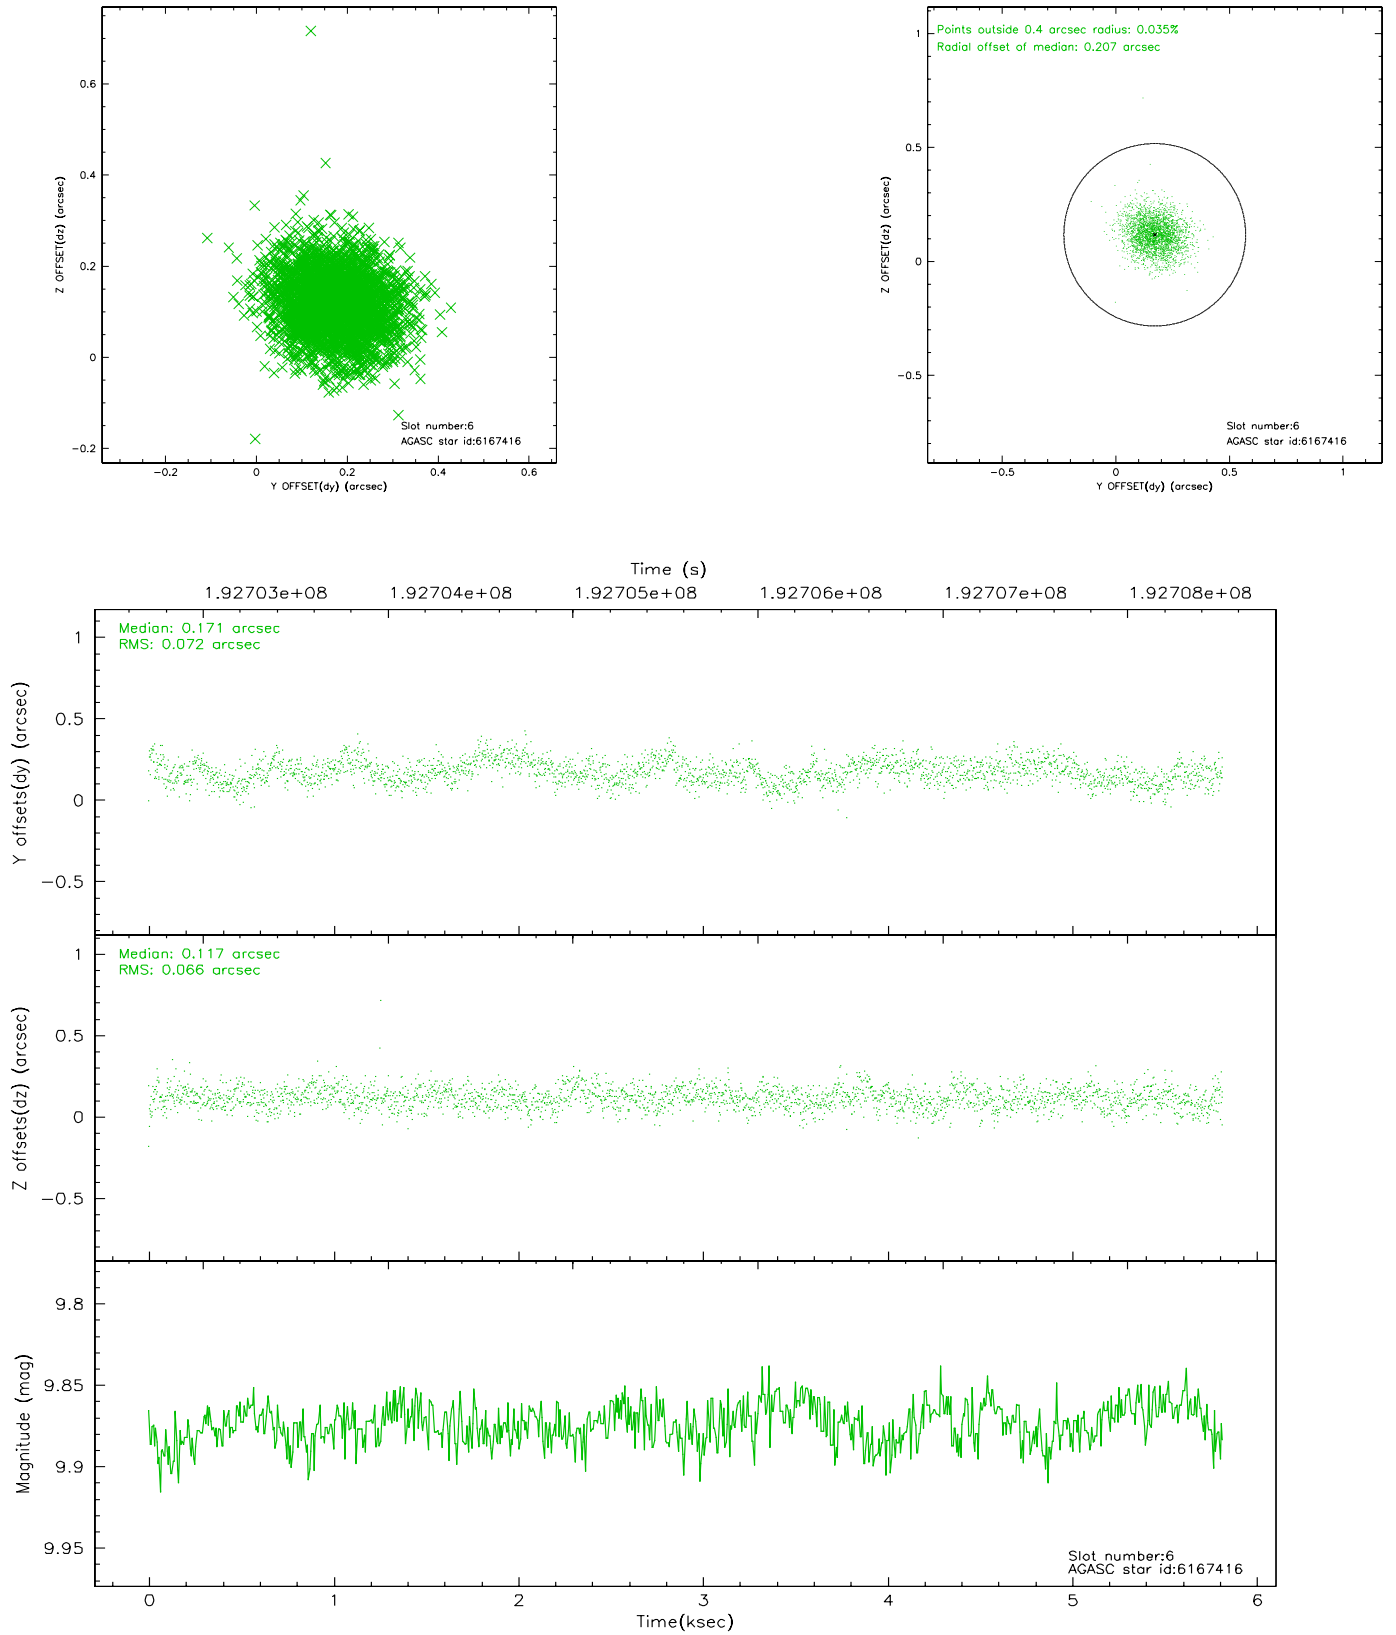 0.6
0.4
0.2
0
−0.2
Z OFFSET(dz) (arcsec)
Slot number:6
AGASC star id:6167416
−0.2 0 0.2 0.4 0.6
Y OFFSET(dy) (arcsec)
Points outside 0.4 arcsec radius: 0.035%
Radial offset of median: 0.207 arcsec
1
0.5
0
−0.5
Z OFFSET(dz) (arcsec)
Slot number:6
AGASC star id:6167416
−0.5 0 0.5 1
Y OFFSET(dy) (arcsec)
Time (s)
1.92703e+08 1.92704e+08 1.92705e+08 1.92706e+08 1.92707e+08 1.92708e+08
Median: 0.171 arcsec
RMS: 0.072 arcsec
1
0.5
0
−0.5
Y offsets(dy) (arcsec)
Median: 0.117 arcsec
RMS: 0.066 arcsec
1
0.5
0
−0.5
Z offsets(dz) (arcsec)
9.8
9.85
9.9
9.95
Magnitude (mag)
Slot number:6
AGASC star id:6167416
0 1 2 3 4 5 6
Time(ksec)